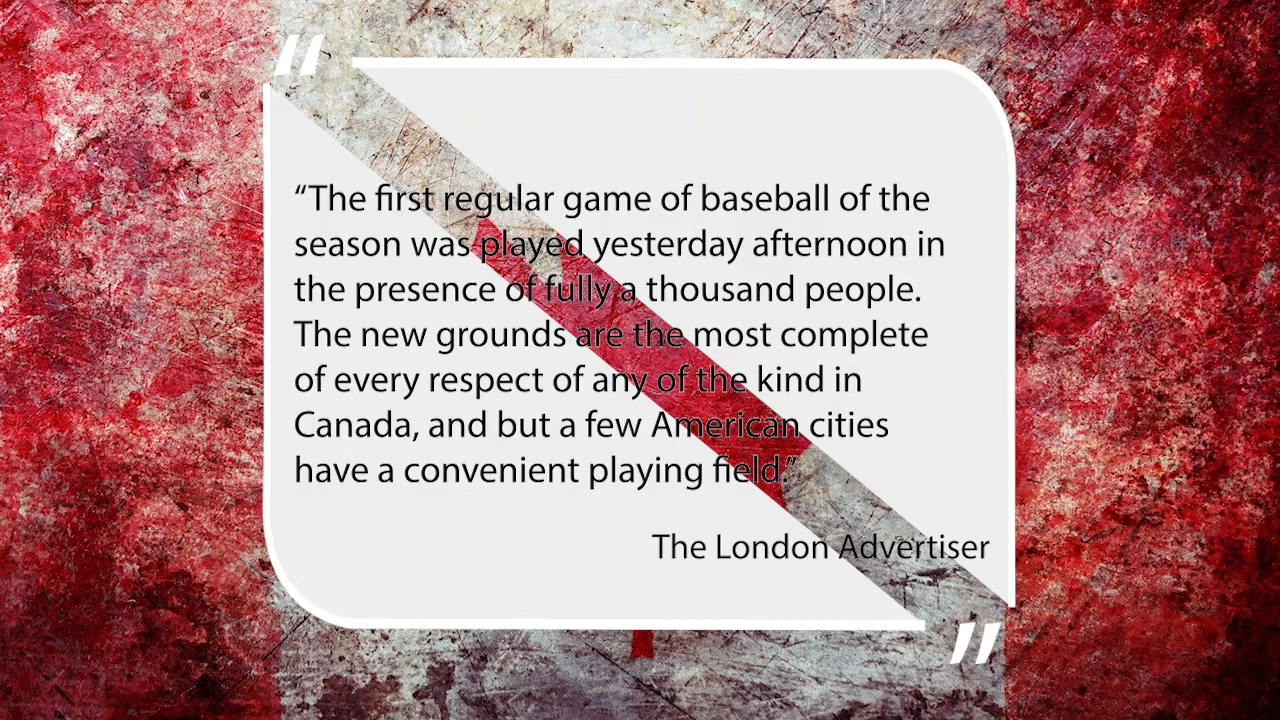 “The first regular game of baseball of the
season was played yesterday afternoon in
the presence of fully a thousand people.
The new grounds are the most complete
of every respect of any of the kind in
Canada, and but a few American cities
have a convenient playing field.”
The London Advertiser